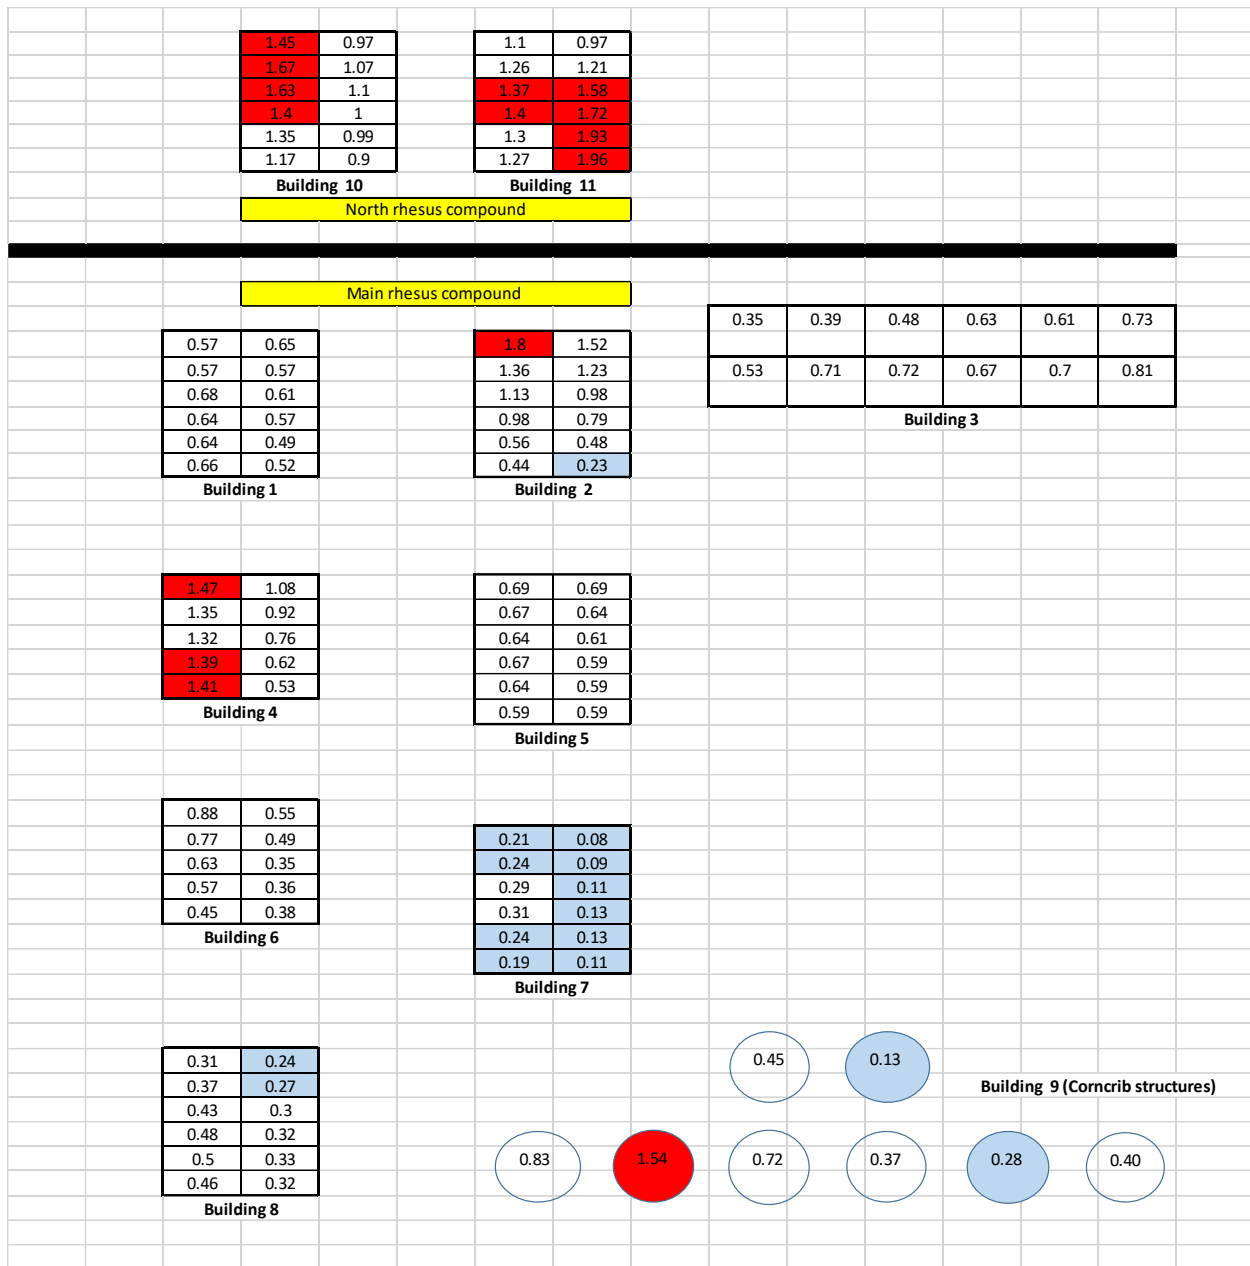 1.45 0.97 1.1 0.97
1.67 1.07 1.26 1.21
1.63 1.1 1.37 1.58
1.4 1 1.4 1.72
1.35 0.99 1.3 1.93
1.17 0.9 1.27 1.96
Building 10 Building 11
North rhesus compound
Main rhesus compound
0.35 0.39 0.48 0.63 0.61 0.73
0.53 0.71 0.72 0.67 0.7 0.81
Building 3
0.57 0.65 1.8 1.52
0.57 0.57 1.36 1.23
0.68 0.61 1.13 0.98
0.64 0.57 0.98 0.79
0.64 0.49 0.56 0.48
0.66 0.52 0.44 0.23
Building 1 Building 2
1.47 1.08 0.69 0.69
1.35 0.92 0.67 0.64
1.32 0.76 0.64 0.61
1.39 0.62 0.67 0.59
1.41 0.53 0.64 0.59
Building 4 0.59 0.59
Building 5
0.88 0.55
0.77 0.49 0.21 0.08
0.63 0.35 0.24 0.09
0.57 0.36 0.29 0.11
0.45 0.38 0.31 0.13
Building 6 0.24 0.13
0.19 0.11
Building 7
0.31 0.24 0.45 0.13
0.37 0.27 Building 9 (Corncrib structures)
0.43 0.3
0.48 0.32
0.5 0.33 0.83 1.54 0.72 0.37 0.28 0.40
0.46 0.32
Building 8